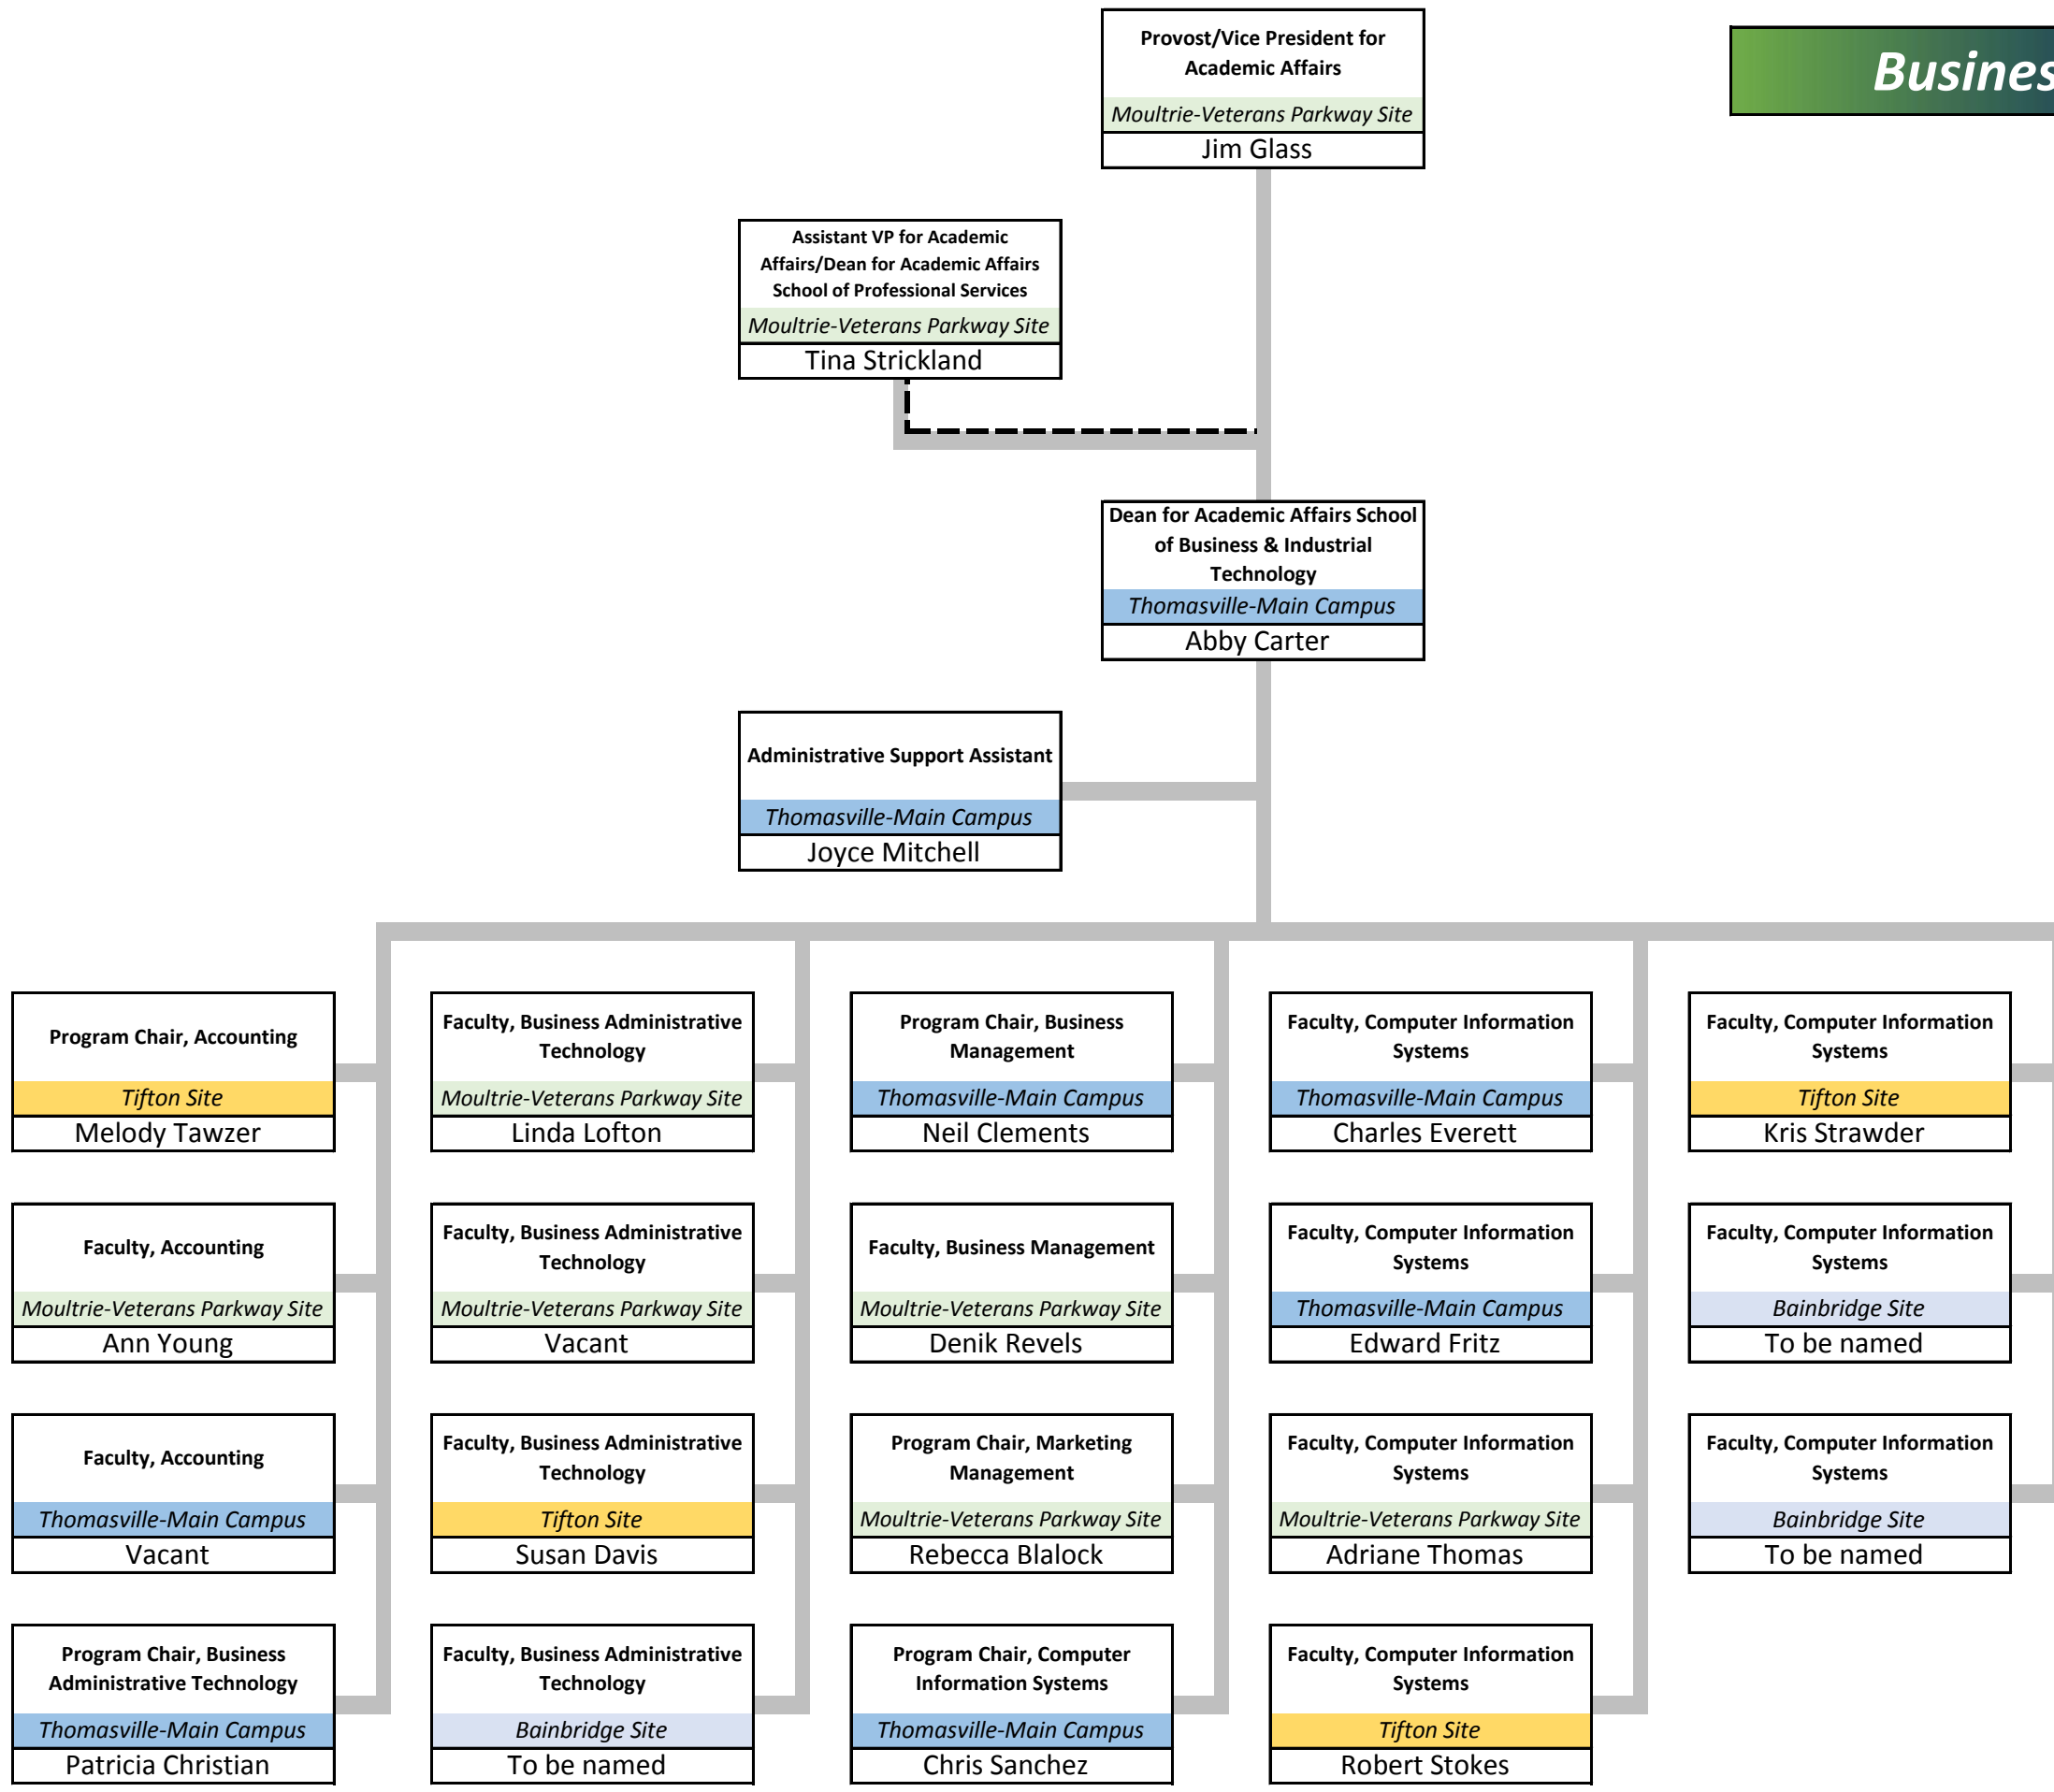 Provost/Vice President for
Academic Affairs
Moultrie-Veterans Parkway Site
Jim Glass
Busines
Assistant VP for Academic
Affairs/Dean for Academic Affairs
School of Professional Services
Moultrie-Veterans Parkway Site
Tina Strickland
Dean for Academic Affairs School
of Business & Industrial
Technology
Thomasville-Main Campus
Abby Carter
Administrative Support Assistant
Thomasville-Main Campus
Joyce Mitchell
Program Chair, Accounting
Tifton Site
Melody Tawzer
Faculty, Business Administrative
Technology
Moultrie-Veterans Parkway Site
Linda Lofton
Program Chair, Business
Management
Thomasville-Main Campus
Neil Clements
Faculty, Computer Information
Systems
Thomasville-Main Campus
Charles Everett
Faculty, Computer Information
Systems
Tifton Site
Kris Strawder
Faculty, Accounting
Moultrie-Veterans Parkway Site
Ann Young
Faculty, Business Administrative
Technology
Moultrie-Veterans Parkway Site
Vacant
Faculty, Business Management
Moultrie-Veterans Parkway Site
Denik Revels
Faculty, Computer Information
Systems
Thomasville-Main Campus
Edward Fritz
Faculty, Computer Information
Systems
Bainbridge Site
To be named
Faculty, Accounting
Thomasville-Main Campus
Vacant
Faculty, Business Administrative
Technology
Tifton Site
Susan Davis
Program Chair, Marketing
Management
Moultrie-Veterans Parkway Site
Rebecca Blalock
Faculty, Computer Information
Systems
Moultrie-Veterans Parkway Site
Adriane Thomas
Faculty, Computer Information
Systems
Bainbridge Site
To be named
Program Chair, Business
Administrative Technology
Thomasville-Main Campus
Patricia Christian
Faculty, Business Administrative
Technology
Bainbridge Site
To be named
Program Chair, Computer
Information Systems
Thomasville-Main Campus
Chris Sanchez
Faculty, Computer Information
Systems
Tifton Site
Robert Stokes